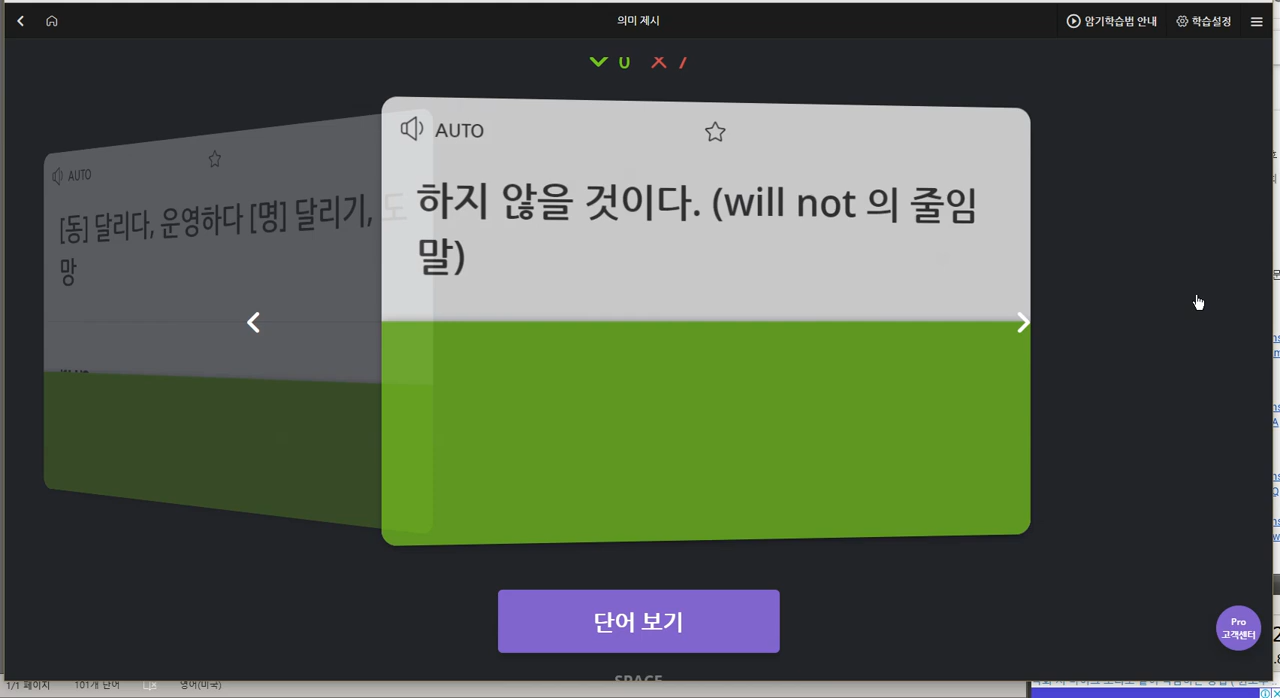 의미 제시
암기학습법 안내
학습설정
AUTO
[동] 달리다, 운영하다 [명] 달리기, 도
망
AUTO
하지 않을 것이다. (will not 의 줄임
말)
단어 보기
SPACE
Pro
고객센터
1/1 페이지
101개 단어
영어(미국)